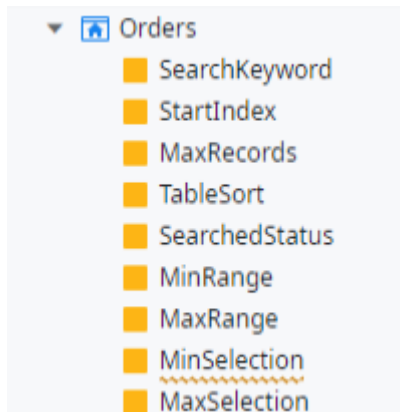 Orders
SearchKeyword
StartIndex
MaxRecords
TableSort
SearchedStatus
MinRange
MaxRange
MinSelection
MaxSelection